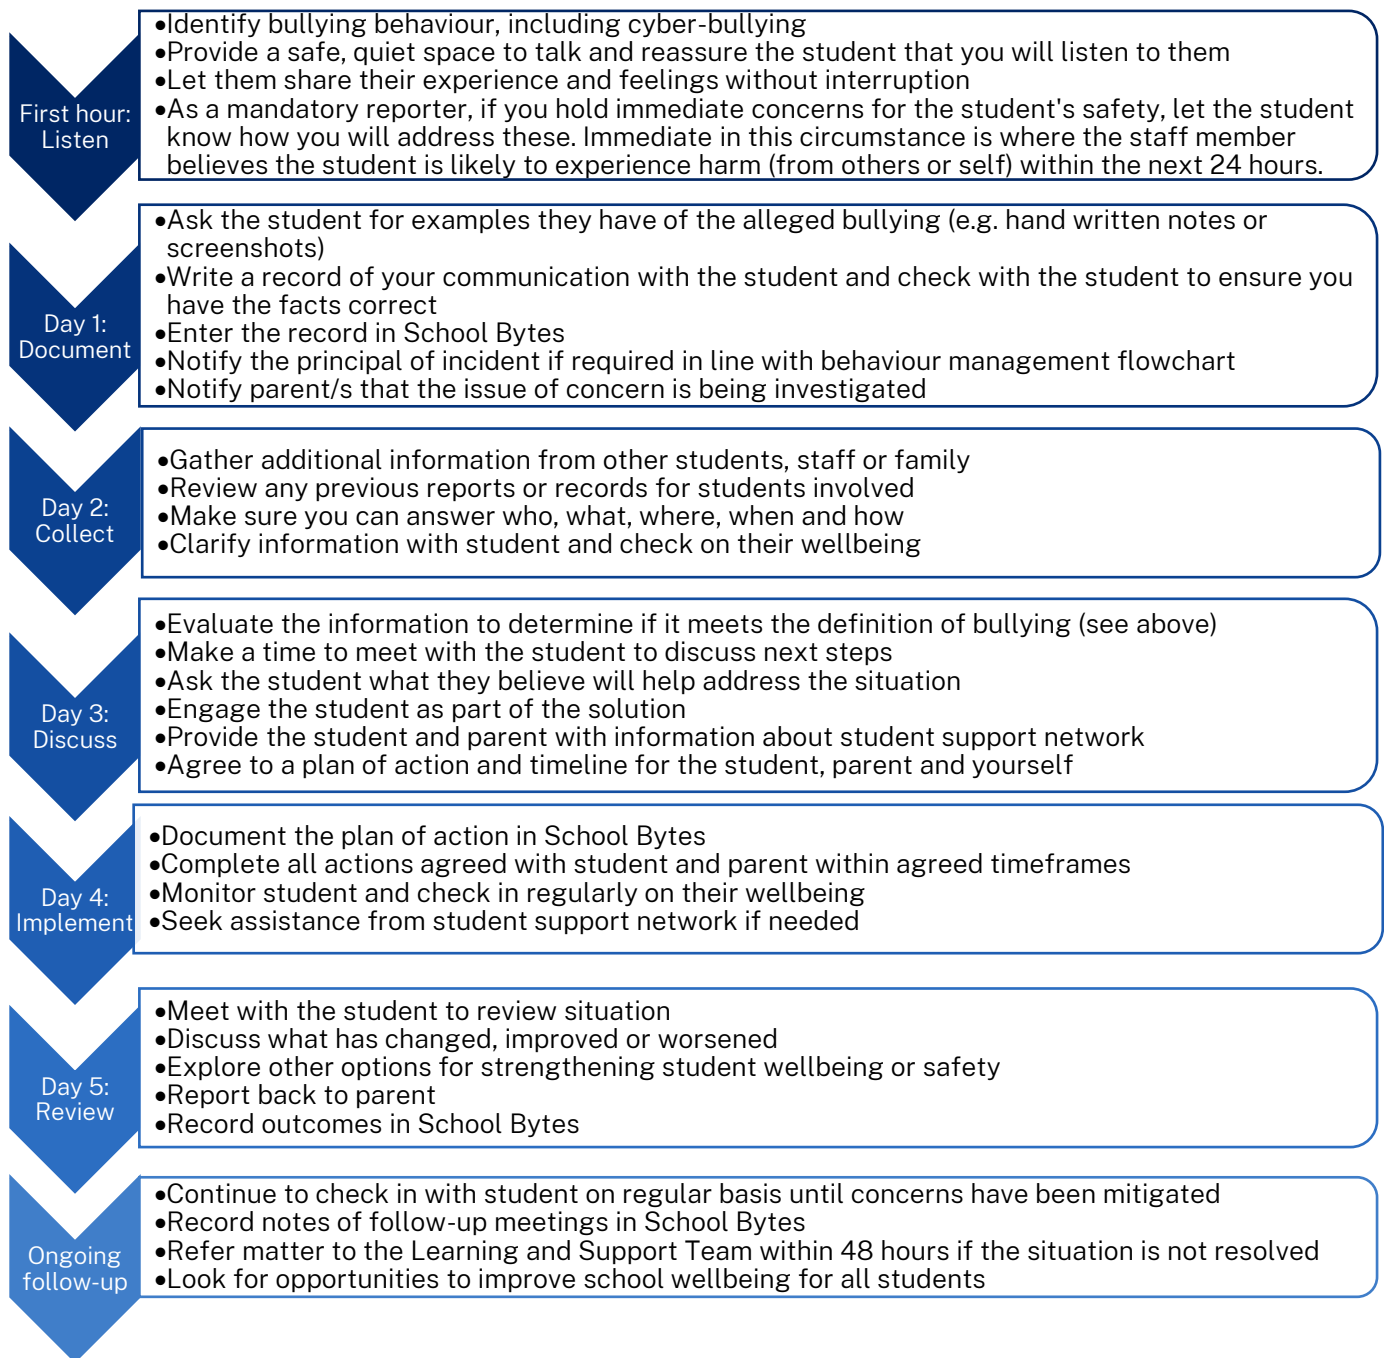 First hour:
Listen
•Identify bullying behaviour, including cyber-bullying
•Provide a safe, quiet space to talk and reassure the student that you will listen to them
•Let them share their experience and feelings without interruption
•As a mandatory reporter, if you hold immediate concerns for the student's safety, let the student
know how you will address these. Immediate in this circumstance is where the staff member
believes the student is likely to experience harm (from others or self) within the next 24 hours.
Day 1:
Document
•Ask the student for examples they have of the alleged bullying (e.g. hand written notes or
screenshots)
•Write a record of your communication with the student and check with the student to ensure you
have the facts correct
•Enter the record in School Bytes
•Notify the principal of incident if required in line with behaviour management flowchart
•Notify parent/s that the issue of concern is being investigated
Day 2:
Collect
•Gather additional information from other students, staff or family
•Review any previous reports or records for students involved
•Make sure you can answer who, what, where, when and how
•Clarify information with student and check on their wellbeing
Day 3:
Discuss
•Evaluate the information to determine if it meets the definition of bullying (see above)
•Make a time to meet with the student to discuss next steps
•Ask the student what they believe will help address the situation
•Engage the student as part of the solution
•Provide the student and parent with information about student support network
•Agree to a plan of action and timeline for the student, parent and yourself
Day 4:
Implement
•Document the plan of action in School Bytes
•Complete all actions agreed with student and parent within agreed timeframes
•Monitor student and check in regularly on their wellbeing
•Seek assistance from student support network if needed
Day 5:
Review
•Meet with the student to review situation
•Discuss what has changed, improved or worsened
•Explore other options for strengthening student wellbeing or safety
•Report back to parent
•Record outcomes in School Bytes
Ongoing
follow-up
•Continue to check in with student on regular basis until concerns have been mitigated
•Record notes of follow-up meetings in School Bytes
•Refer matter to the Learning and Support Team within 48 hours if the situation is not resolved
•Look for opportunities to improve school wellbeing for all students